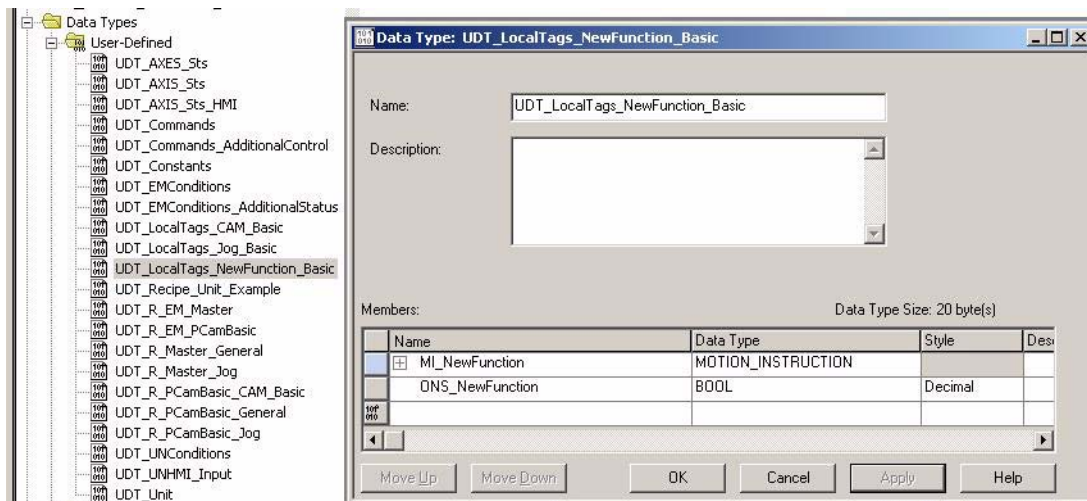 Data Types
User-Defined
UDT_AXES_Sts
UDT_AXIS_Sts
UDT_AXIS_Sts_HMI
UDT_Commands
UDT_Commands_AdditionalControl
UDT_Constants
UDT_EMConditions
UDT_EMConditions_AdditionalStatus
UDT_LocalTags_CAM_Basic
UDT_LocalTags_Jog_Basic
UDT_LocalTags_NewFunction_Basic
UDT_Recipe_Unit_Example
UDT_R_EM_Master
UDT_R_EM_PCamBasic
UDT_R_Master_General
UDT_R_Master_Jog
UDT_R_PCamBasic_CAM_Basic
UDT_R_PCamBasic_General
UDT_R_PCamBasic_Jog
UDT_UNConditions
UDT_UNHMI_Input
UDT_Unit
Data Type: UDT_LocalTags_NewFunction_Basic
Name: UDT_LocalTags_NewFunction_Basic
Description:
Members: Data Type Size: 20 byte(s)
Name Data Type Style Des
MI_NewFunction MOTION_INSTRUCTION
ONS_NewFunction BOOL Decimal
Move Up Move Down OK Cancel Apply Help